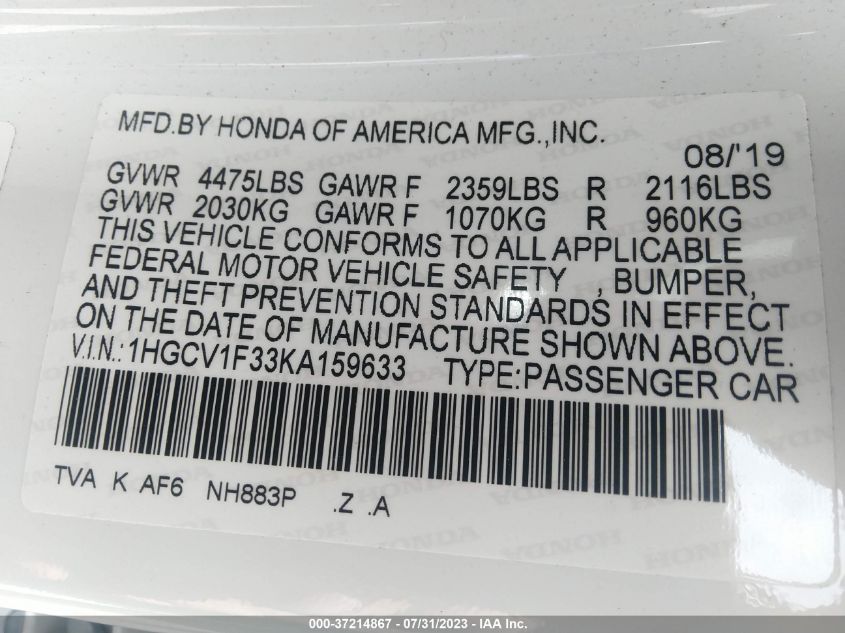 MFD.BY HONDA OF AMERICA MFG.,INC.
08/'19
GVWR 4475LBS GAWR F 2359LBS R 2116LBS
GVWR 2030KG GAWR F 1070KG R 960KG
THIS VEHICLE CONFORMS TO ALL APPLICABLE
FEDERAL MOTOR VEHICLE SAFETY , BUMPER,
AND THEFT PREVENTION STANDARDS IN EFFECT
ON THE DATE OF MANUFACTURE SHOWN ABOVE.
V.I.N.:1HGCV1F33KA159633 TYPE:PASSENGER CAR
TVA K AF6 NH883P .Z .A
000-37214867 - 07/31/2023 - IAA Inc.